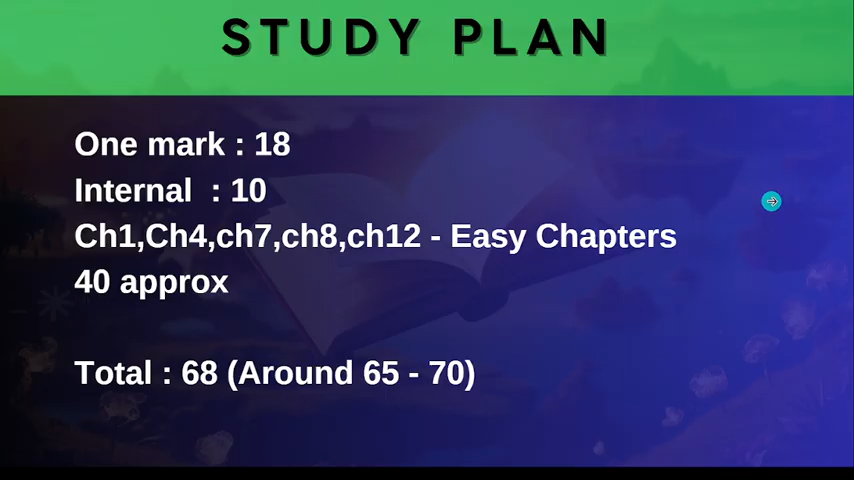 STUDY PLAN
One mark : 18
Internal  : 10
Ch1,Ch4,ch7,ch8,ch12 - Easy Chapters
40 approx
Total : 68 (Around 65 - 70)